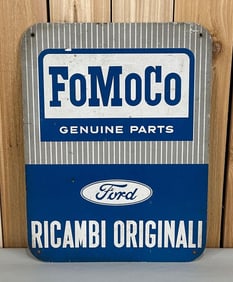 FoMoCo
GENUINE PARTS
Ford
RICAMBI ORIGINALI